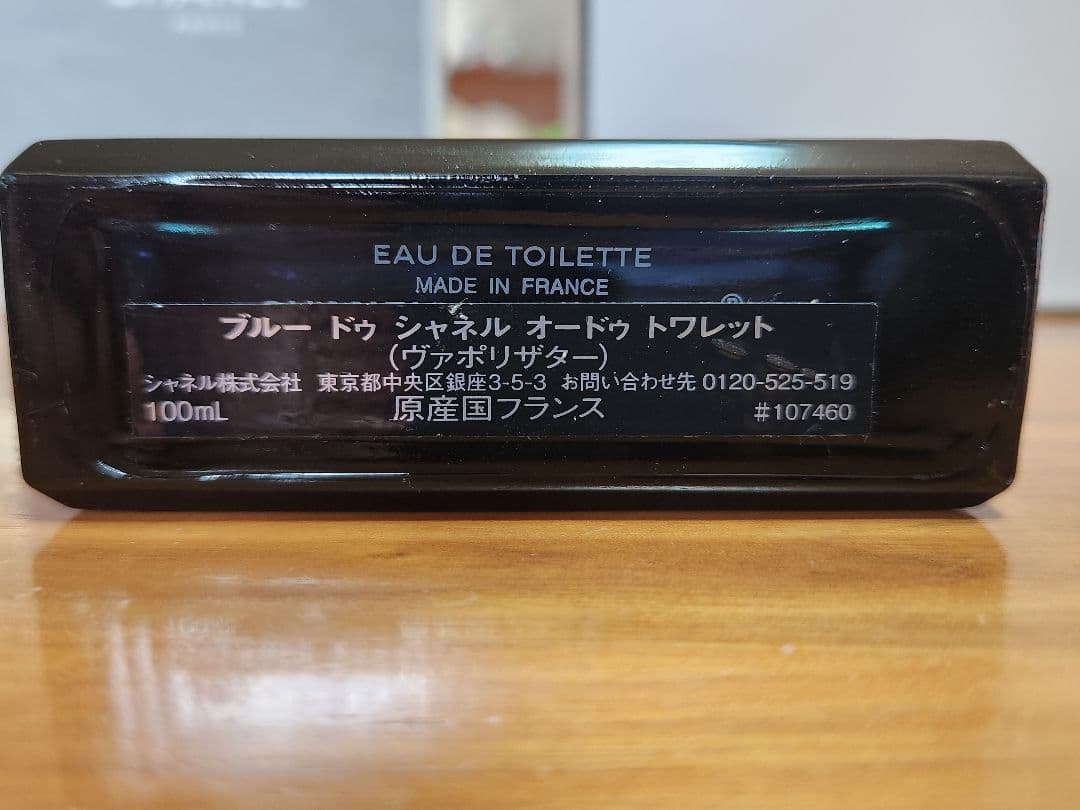 CHANEL
EAU DE TOILETTE
MADE IN FRANCE
ブルー ドゥ シャネル オードゥ トワレット
(ヴァポリザター)
シャネル株式会社 東京都中央区銀座3-5-3 お問い合わせ先 0120-525-519
100mL 原産国フランス #107460